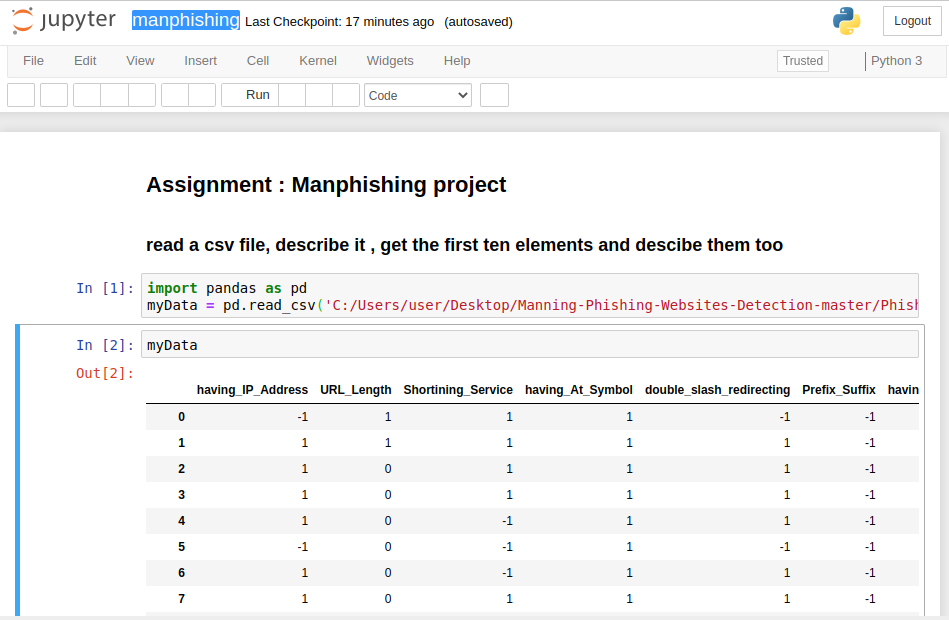 jupyter manphishing Last Checkpoint: 17 minutes ago (autosaved)
Logout
File Edit View Insert Cell Kernel Widgets Help
Trusted
Python 3
Run
Code
Assignment : Manphishing project
read a csv file, describe it , get the first ten elements and descibe them too
In [1]: import pandas as pd
myData = pd.read_csv('C:/Users/user/Desktop/Manning-Phishing-Websites-Detection-master/Phish
In [2]: myData
Out[2]:
having_IP_Address URL_Length Shortining_Service having_At_Symbol double_slash_redirecting Prefix_Suffix havin
0 -1 1 1 1 -1 -1
1 1 1 1 1 1 -1
2 1 0 1 1 1 -1
3 1 0 1 1 1 -1
4 1 0 -1 1 1 -1
5 -1 0 -1 1 -1 -1
6 1 0 -1 1 1 -1
7 1 0 1 1 1 -1